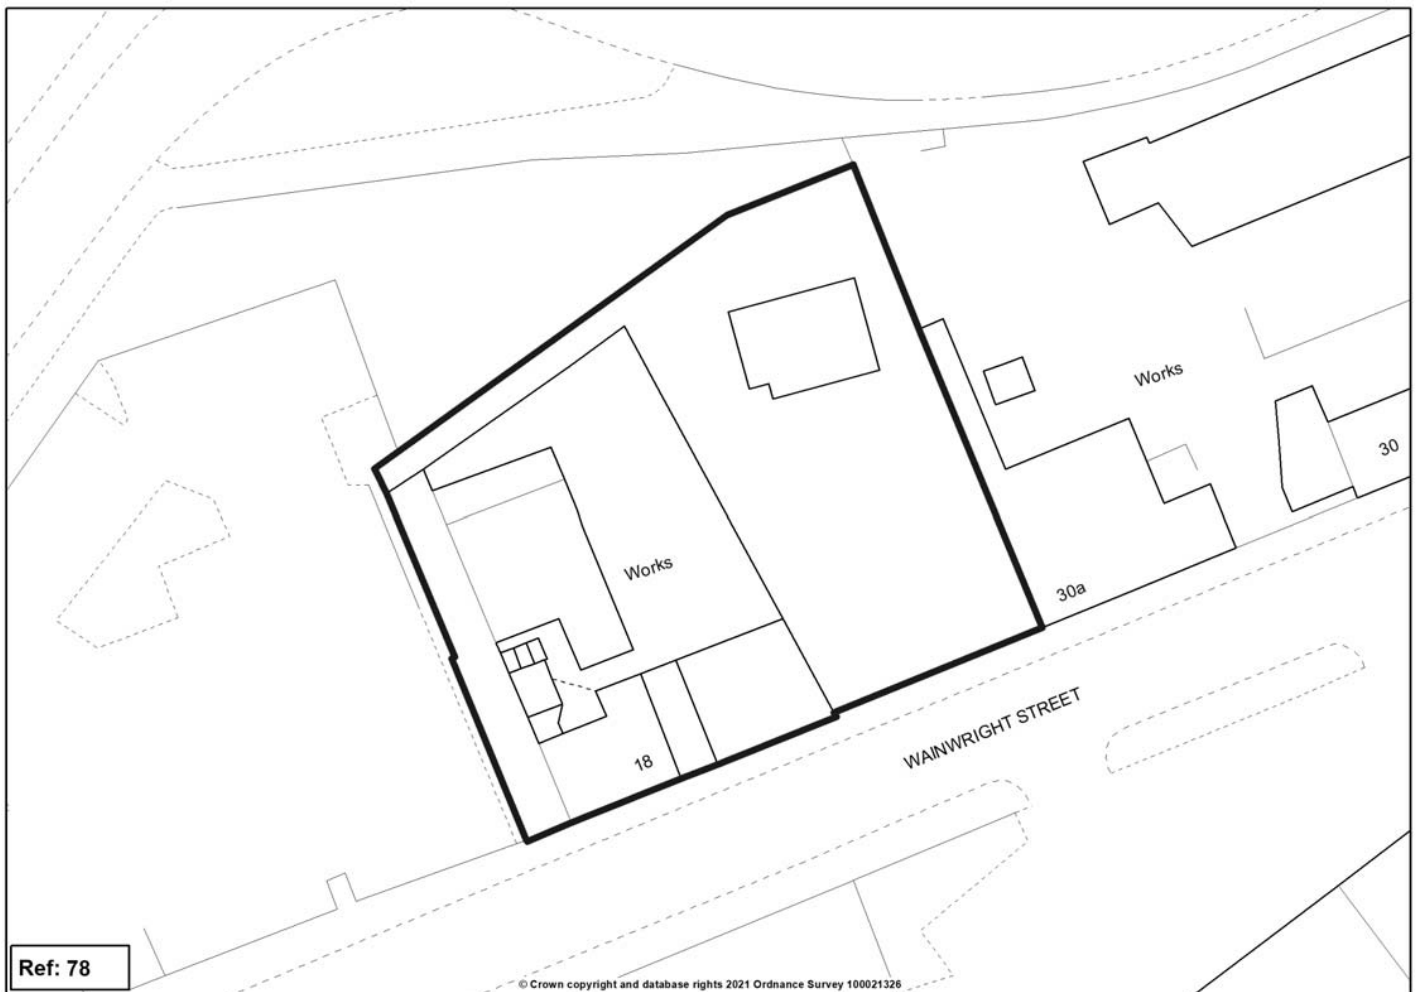 Works
30
Works
30a
18
WAINWRIGHT STREET
Ref: 78
© Crown copyright and database rights 2021 Ordnance Survey 100021326